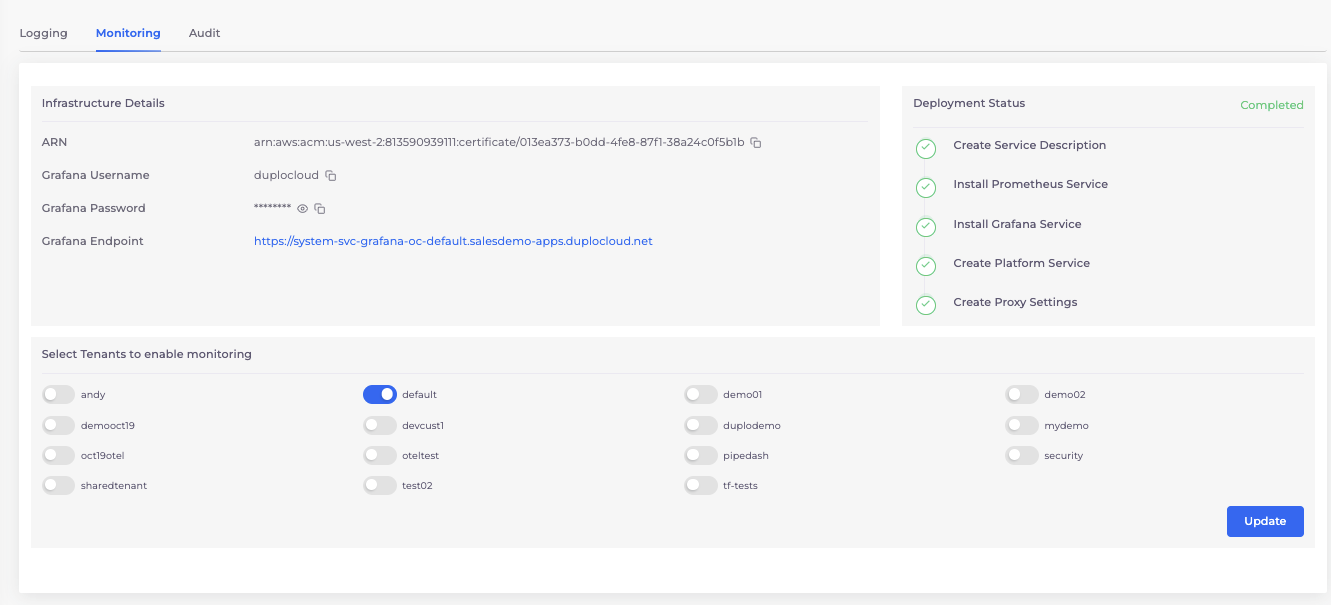 Logging Monitoring Audit
Infrastructure Details
ARN arn:aws:acm:us-west-2:813590939111:certificate/013ea373-b0dd-4fe8-87f1-38a24c0f5b1b
Grafana Username duplocloud
Grafana Password ********
Grafana Endpoint https://system-svc-grafana-oc-default.salesdemo-apps.duplocloud.net
Deployment Status Completed
Create Service Description
Install Prometheus Service
Install Grafana Service
Create Platform Service
Create Proxy Settings
Select Tenants to enable monitoring
andy default demo01 demo02
demooct19 devcust1 duplodemo mydemo
oct19otel oteltest pipedash security
sharedtenant test02 tf-tests
Update